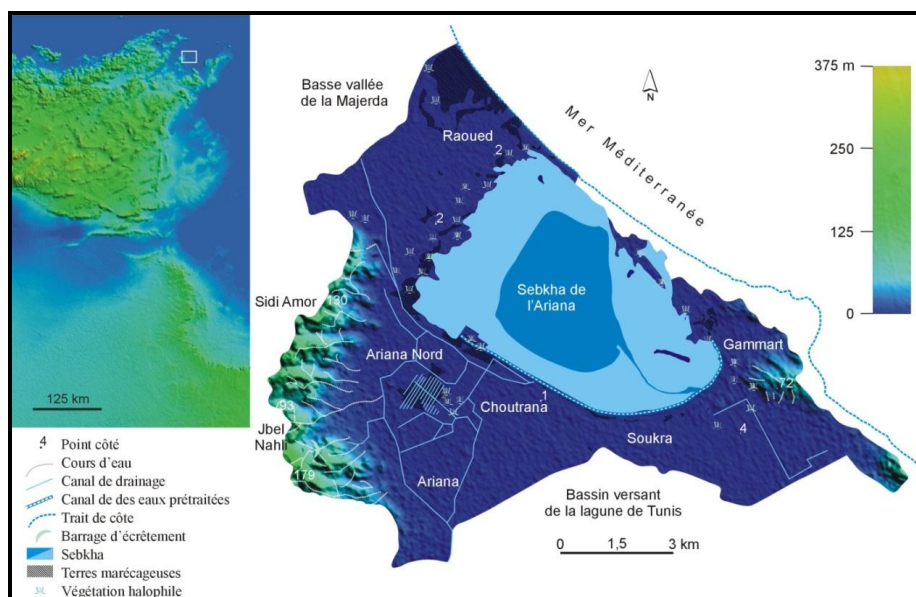 Basse vallée
de la Majerda
Raoued
2
2
Mer Méditerranée
N
375 m
250
125
0
Sebkha de
l'Ariana
Sidi Amor
130
Ariana Nord
Gammart
72
1
Choutrana
Soukra
4
93
Jbel
Nahli
179
Ariana
Bassin versant
de la lagune de Tunis
0 1,5 3 km
125 km
4 Point côté
Cours d'eau
Canal de drainage
Canal de des eaux prétraitées
Trait de côte
Barrage d'écrêtement
Sebkha
Terres marécageuses
Végétation halophile